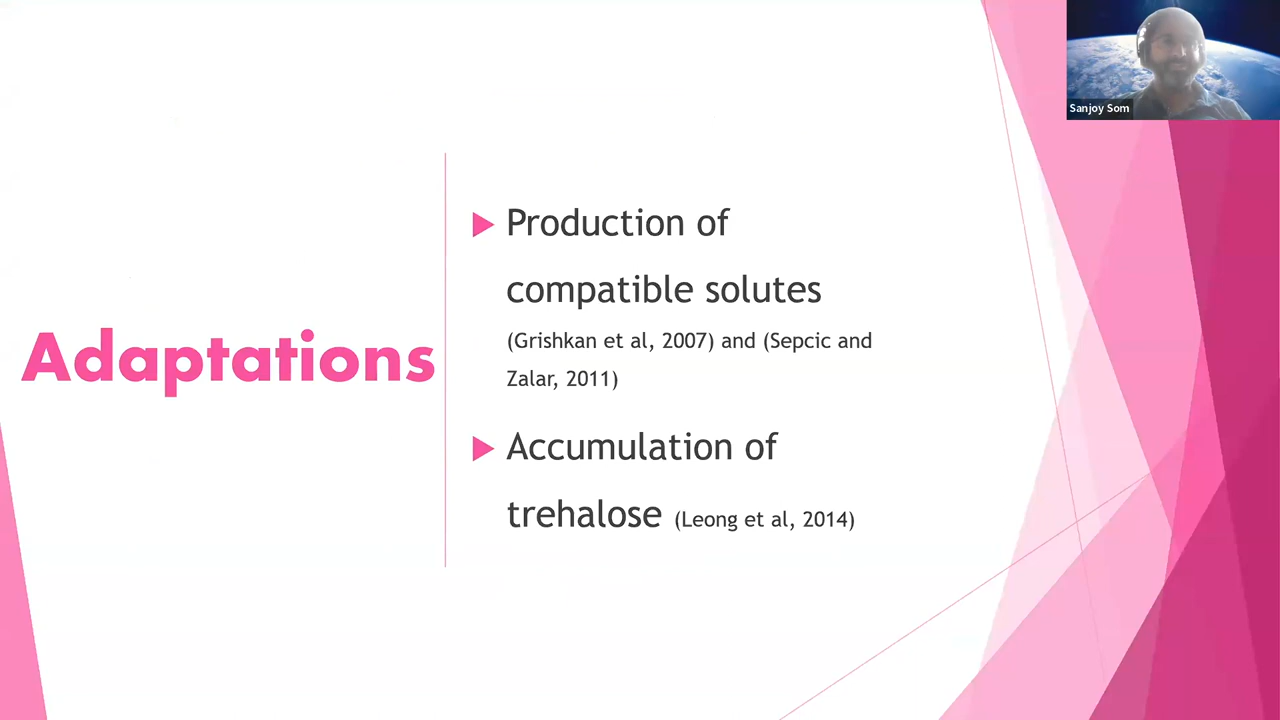 Sanjoy Som
Adaptations
Production of
compatible solutes
(Grishkan et al, 2007) and (Sepcic and
Zalar, 2011)
Accumulation of
trehalose (Leong et al, 2014)